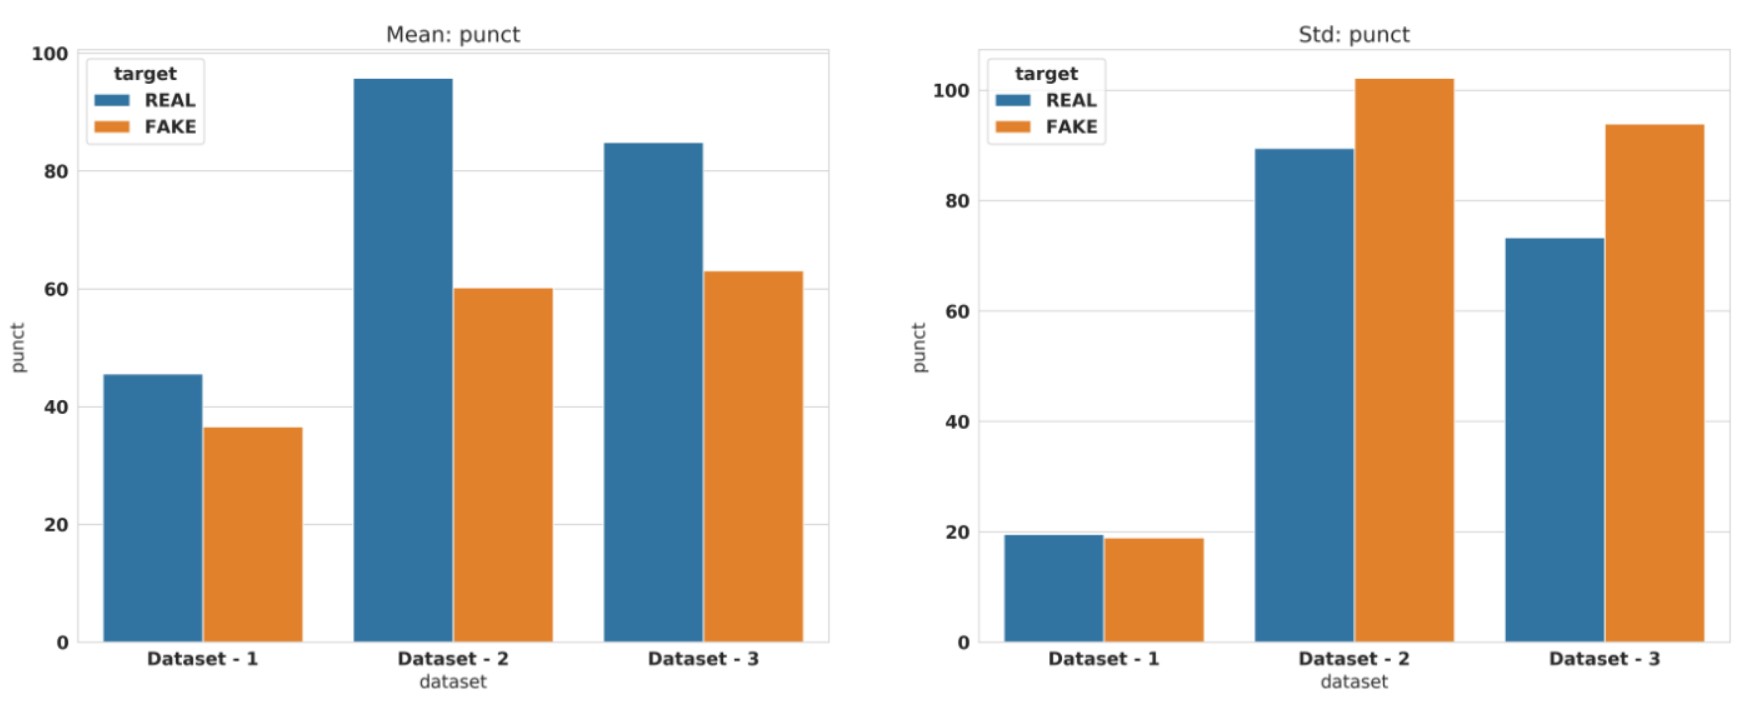 Mean: punct
100
80
60
40
20
0
punct
target
REAL
FAKE
Dataset - 1
Dataset - 2
Dataset - 3
dataset
Std: punct
100
80
60
40
20
0
punct
target
REAL
FAKE
Dataset - 1
Dataset - 2
Dataset - 3
dataset